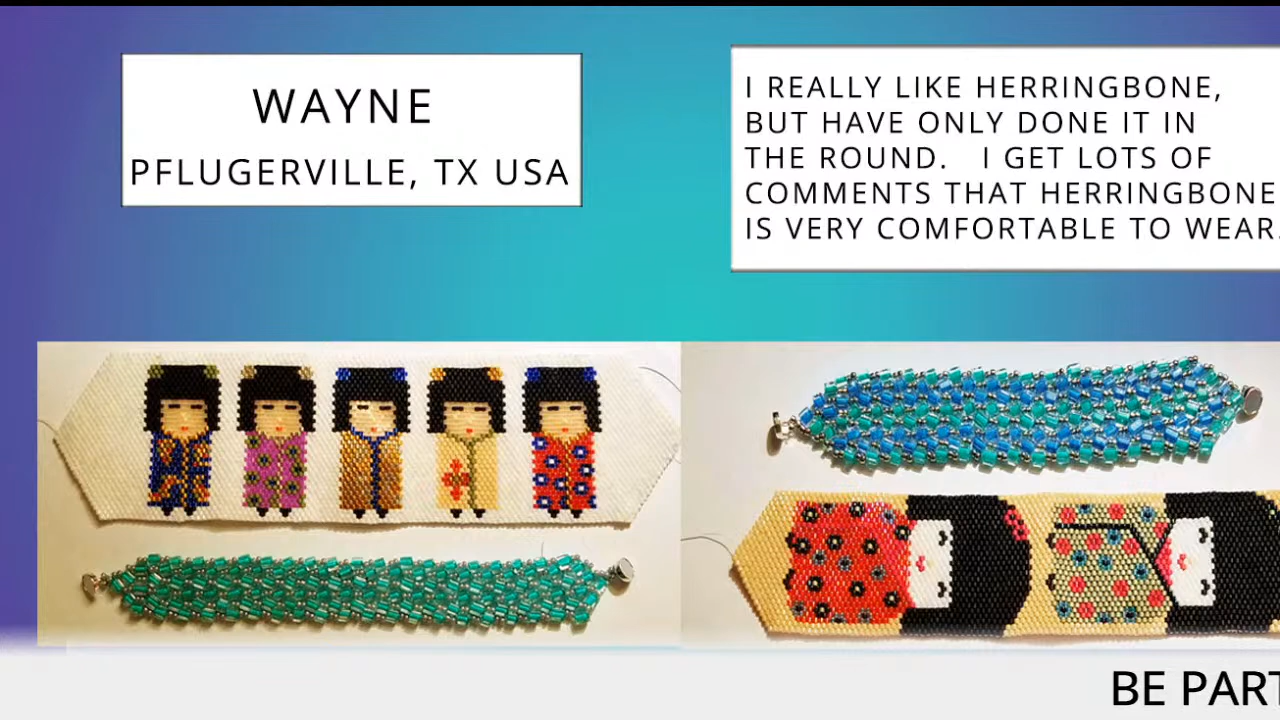 WAYNE
PFLUGERVILLE, TX USA
I REALLY LIKE HERRINGBONE,
BUT HAVE ONLY DONE IT IN
THE ROUND. I GET LOTS OF
COMMENTS THAT HERRINGBONE
IS VERY COMFORTABLE TO WEAR.
BE PART